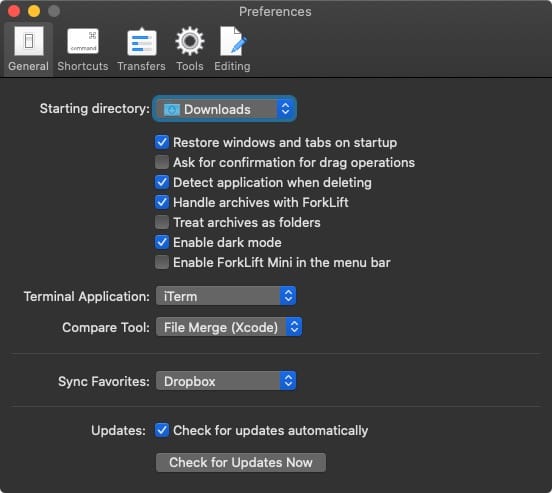 Preferences
⌘
command
General Shortcuts Transfers Tools Editing
Starting directory: Downloads
Restore windows and tabs on startup
Ask for confirmation for drag operations
Detect application when deleting
Handle archives with ForkLift
Treat archives as folders
Enable dark mode
Enable ForkLift Mini in the menu bar
Terminal Application: iTerm
Compare Tool: File Merge (Xcode)
Sync Favorites: Dropbox
Updates: Check for updates automatically
Check for Updates Now